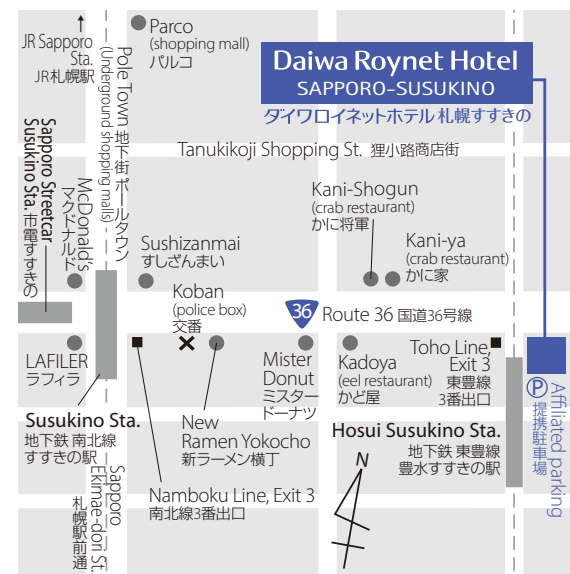 JR Sapporo
Sta.
JR札幌駅
Parco
(shopping mall)
パルコ
Daiwa Roynet Hotel
SAPPORO-SUSUKINO
ダイワロイネットホテル 札幌すすきの
Pole Town 地下街 ポールタウン
(Underground shopping malls)
Tanukikoji Shopping St. 狸小路商店街
Sapporo Streetcar
Susukino Sta. 市電すすきの
McDonald's
マクドナルド
Sushizanmai
すしざんまい
Kani-Shogun
(crab restaurant)
かに将軍
Kani-ya
(crab restaurant)
かに家
Koban
(police box)
交番
36
Route 36 国道36号線
LAFILER
ラフィラ
Mister
Donut
ミスター
ドーナツ
Kadoya
(eel restaurant)
かど屋
Toho Line,
Exit 3
東豊線
3番出口
P
Affiliated parking
提携駐車場
Susukino Sta.
地下鉄 南北線
すすきの駅
New
Ramen Yokocho
新ラーメン横丁
Hosui Susukino Sta.
地下鉄 東豊線
豊水すすきの駅
N
Namboku Line, Exit 3
南北線3番出口
Sapporo
Ekimae-dori St.
札幌駅前通